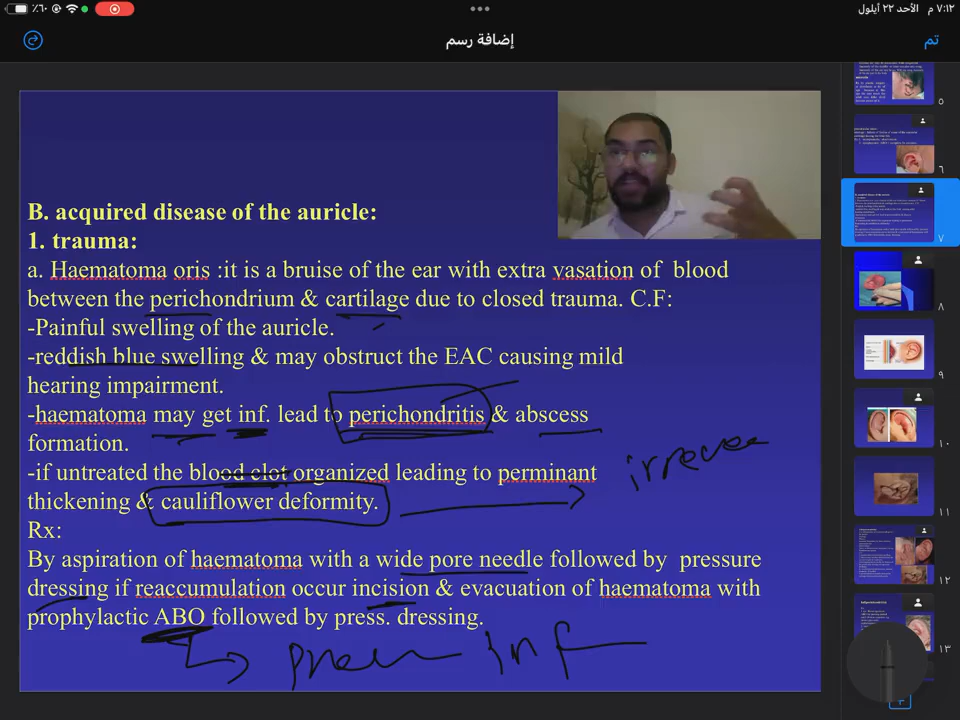 ٪٦٠
٧:١٢ م الأحد ٢٢ أيلول
إضافة رسم
تم
B. acquired disease of the auricle:
1. trauma:
a. Haematoma oris :it is a bruise of the ear with extra vasation of blood
between the perichondrium & cartilage due to closed trauma. C.F:
-Painful swelling of the auricle.
-reddish blue swelling & may obstruct the EAC causing mild
hearing impairment.
-haematoma may get inf. lead to perichondritis & abscess
formation.
-if untreated the blood clot organized leading to perminant
thickening & cauliflower deformity.
Rx:
By aspiration of haematoma with a wide pore needle followed by pressure
dressing if reaccumulation occur incision & evacuation of haematoma with
prophylactic ABO followed by press. dressing.
inf
٥
٦
٧
٨
٩
١٠
١١
١٢
١٣